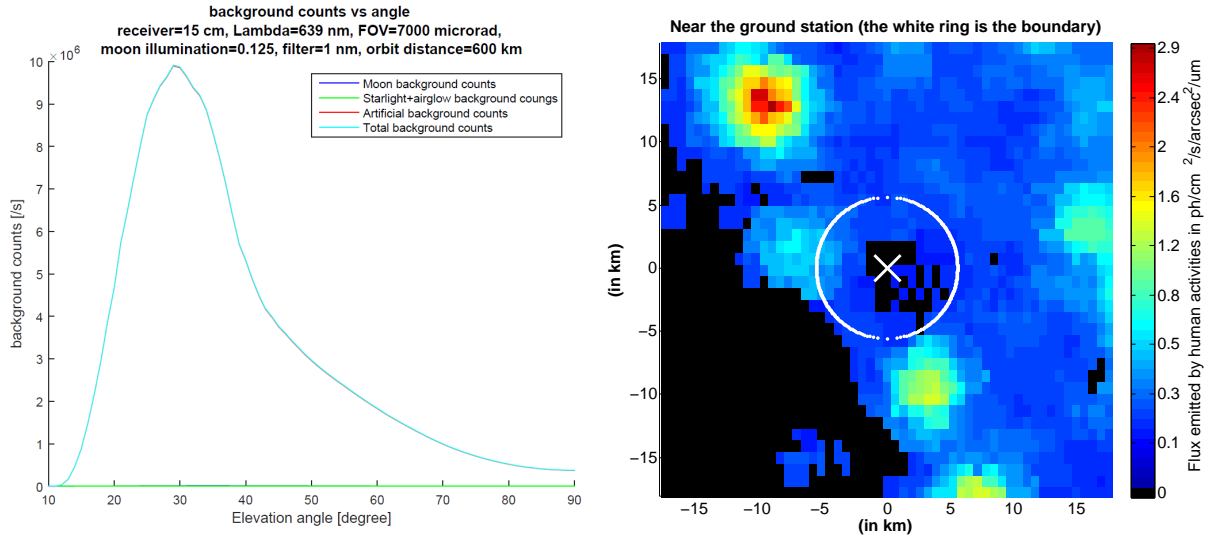 background counts vs angle
receiver=15 cm, Lambda=639 nm, FOV=7000 microrad,
moon illumination=0.125, filter=1 nm, orbit distance=600 km
×10^6
10
9
8
7
6
5
4
3
2
1
0
background counts [/s]
Moon background counts
Starlight+airglow background coungs
Artificial background counts
Total background counts
10 20 30 40 50 60 70 80 90
Elevation angle [degree]
Near the ground station (the white ring is the boundary)
15
10
5
0
−5
−10
−15
(in km)
−15 −10 −5 0 5 10 15
(in km)
2.9
2.6
2.1
1.7
1.2
0.8
0.5
0.3
0.1
0
Flux emitted by human activities in ph/cm ²/s/arcsec²/um